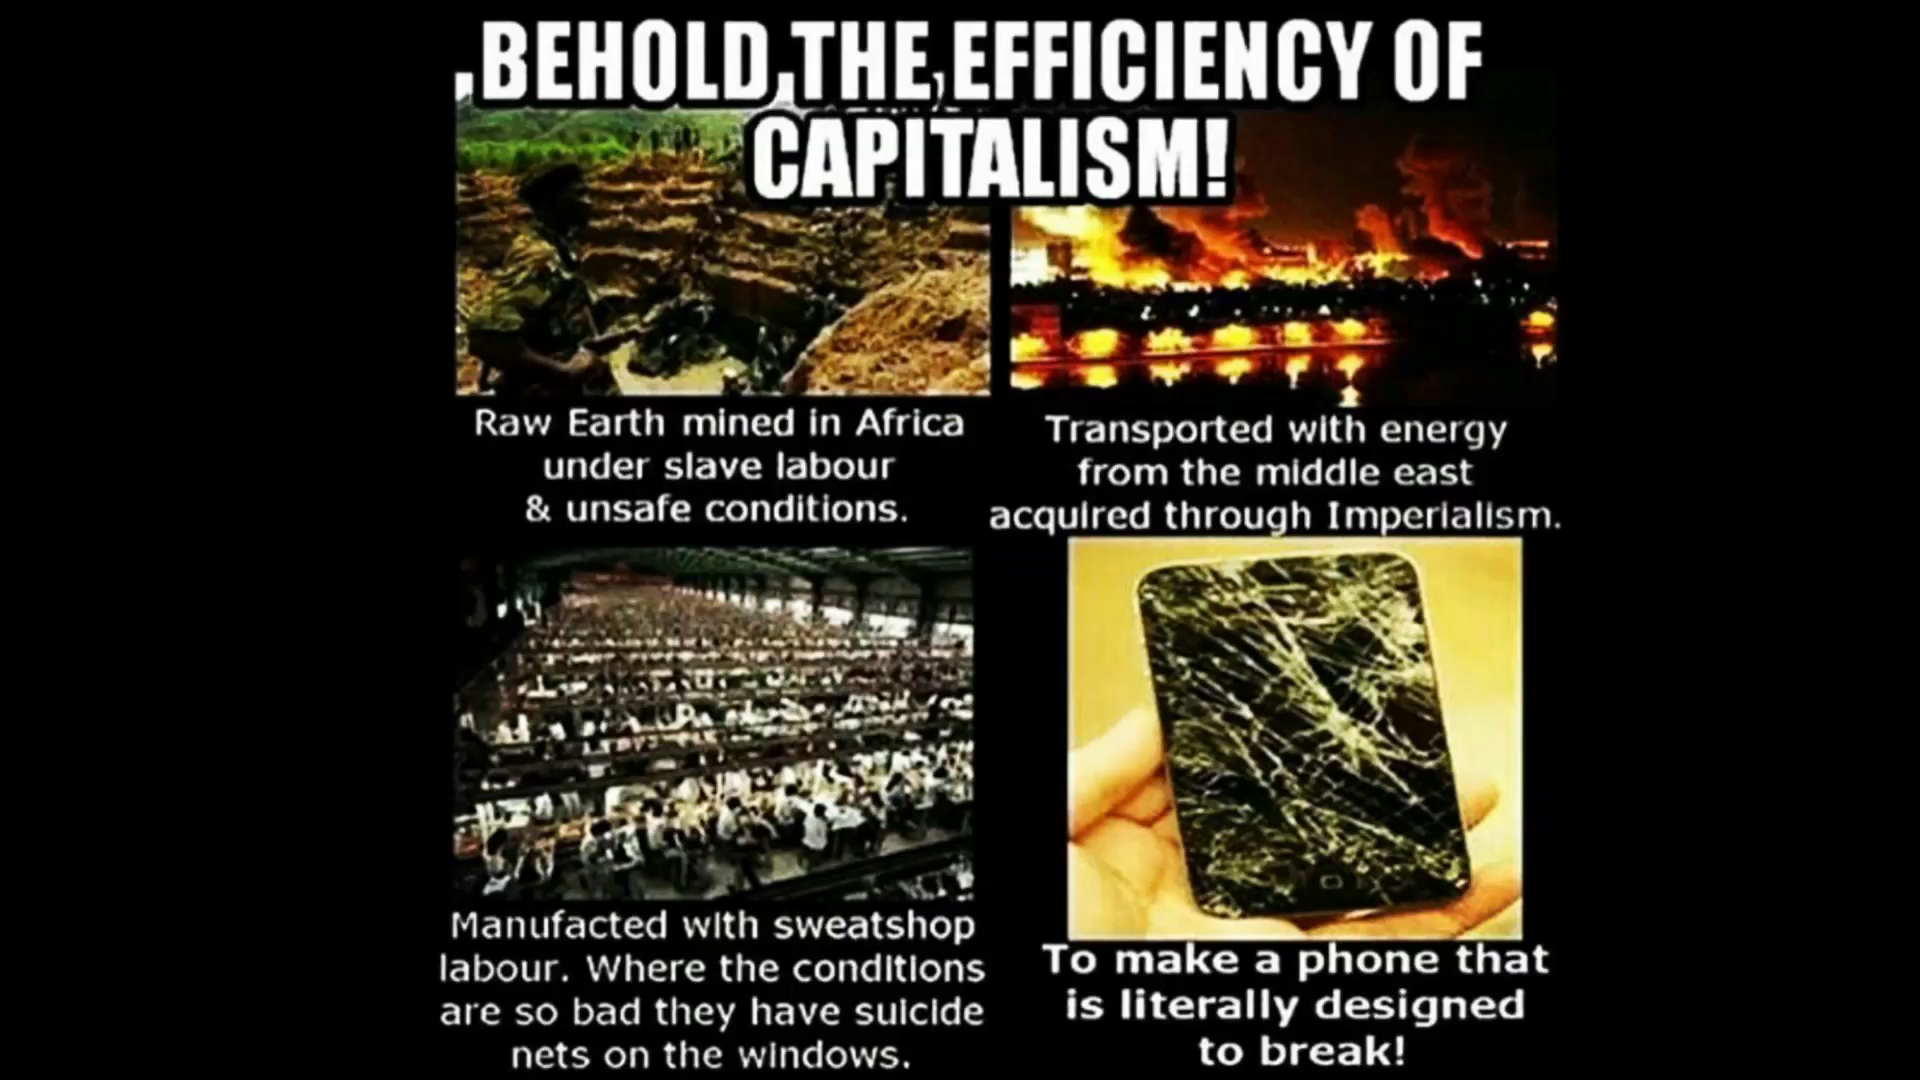 BEHOLD THE EFFICIENCY OF
CAPITALISM!
Raw Earth mined in Africa
under slave labour
& unsafe conditions.
Transported with energy
from the middle east
acquired through Imperialism.
Manufacted with sweatshop
labour. Where the conditions
are so bad they have suicide
nets on the windows.
To make a phone that
is literally designed
to break!